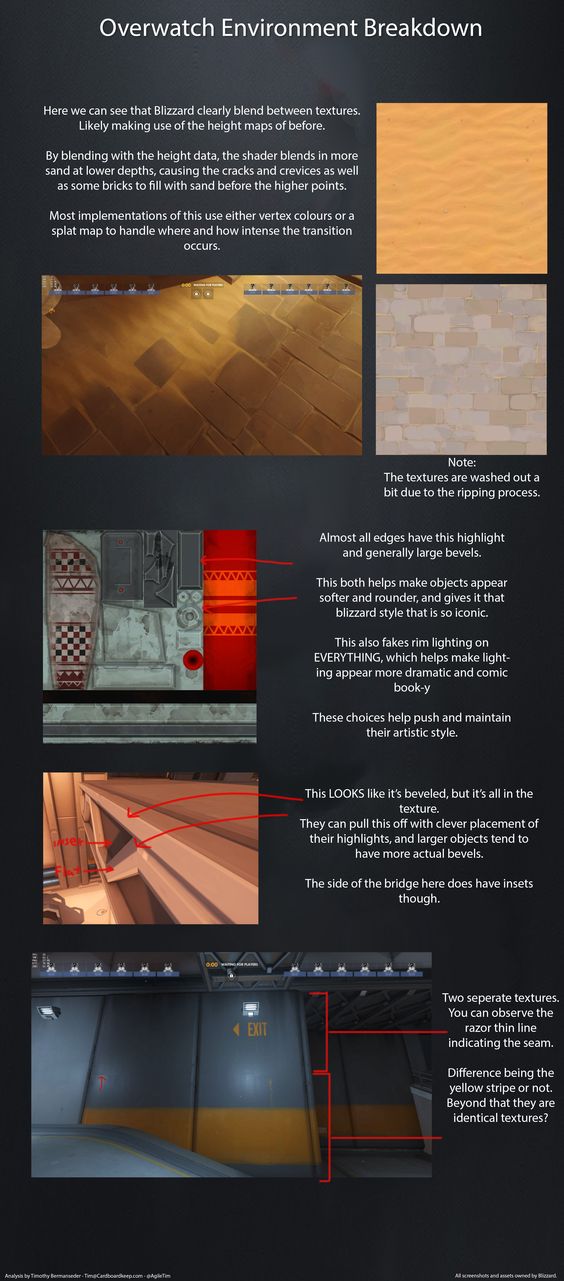 Overwatch Environment Breakdown
Here we can see that Blizzard clearly blend between textures.
Likely making use of the height maps of before.
By blending with the height data, the shader blends in more
sand at lower depths, causing the cracks and crevices as well
as some bricks to fill with sand before the higher points.
Most implementations of this use either vertex colours or a
splat map to handle where and how intense the transition
occurs.
0:00 WAITING FOR PLAYERS
Note:
The textures are washed out a
bit due to the ripping process.
Almost all edges have this highlight
and generally large bevels.
This both helps make objects appear
softer and rounder, and gives it that
blizzard style that is so iconic.
This also fakes rim lighting on
EVERYTHING, which helps make light-
ing appear more dramatic and comic
book-y
These choices help push and maintain
their artistic style.
This LOOKS like it's beveled, but it's all in the
texture.
They can pull this off with clever placement of
their highlights, and larger objects tend to
have more actual bevels.
The side of the bridge here does have insets
though.
Inset
Flat
0:00 WAITING FOR PLAYERS
EXIT
Two seperate textures.
You can observe the
razor thin line
indicating the seam.
Difference being the
yellow stripe or not.
Beyond that they are
identical textures?
Analysis by Timothy Bermanseder - Tim@Cardboardkeep.com - @AgileTim
All screenshots and assets owned by Blizzard.